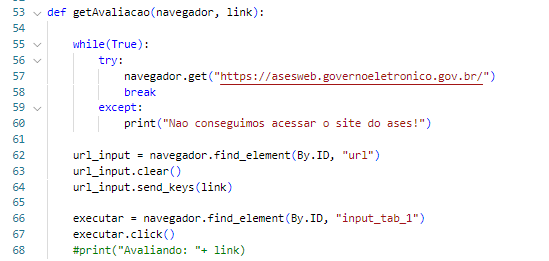 53 def getAvaliacao(navegador, link):
54
55 while(True):
56 try:
57 navegador.get("https://asesweb.governoeletronico.gov.br/")
58 break
59 except:
60 print("Nao conseguimos acessar o site do ases!")
61
62 url_input = navegador.find_element(By.ID, "url")
63 url_input.clear()
64 url_input.send_keys(link)
65
66 executar = navegador.find_element(By.ID, "input_tab_1")
67 executar.click()
68 #print("Avaliando: "+ link)